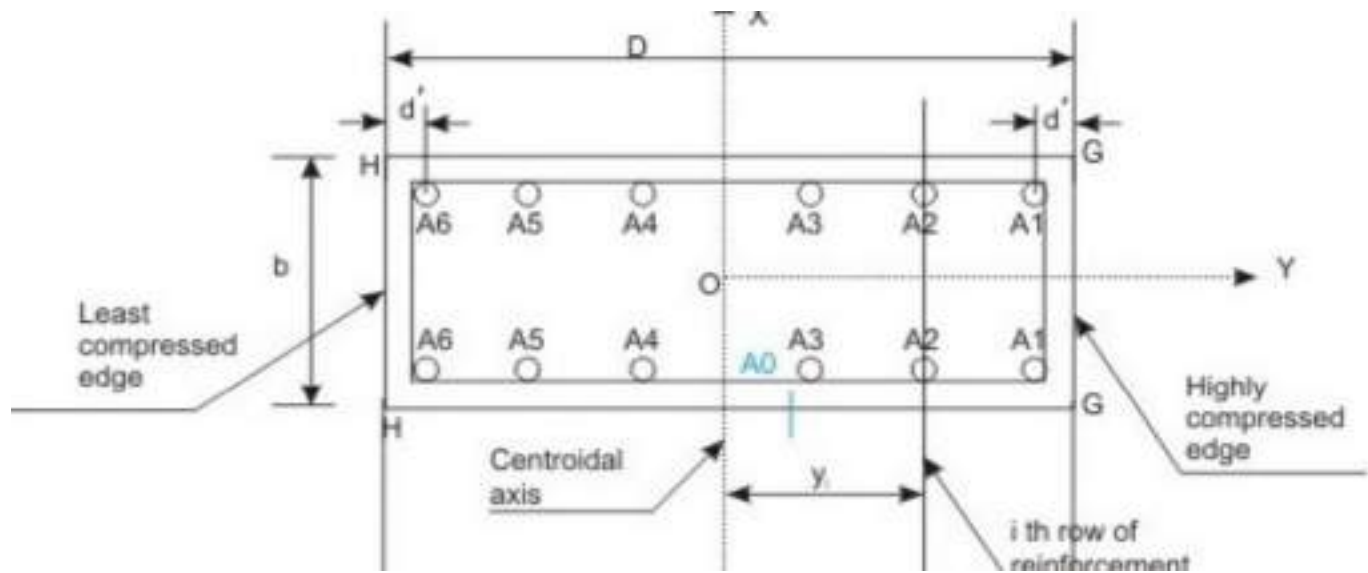 X
D
d' d'
H G
A6 A5 A4 A3 A2 A1
b O Y
Least
compressed
edge
A6 A5 A4 A0 A3 A2 A1
Highly
compressed
edge
H G
Centroidal
axis
yi
i th row of
reinforcement